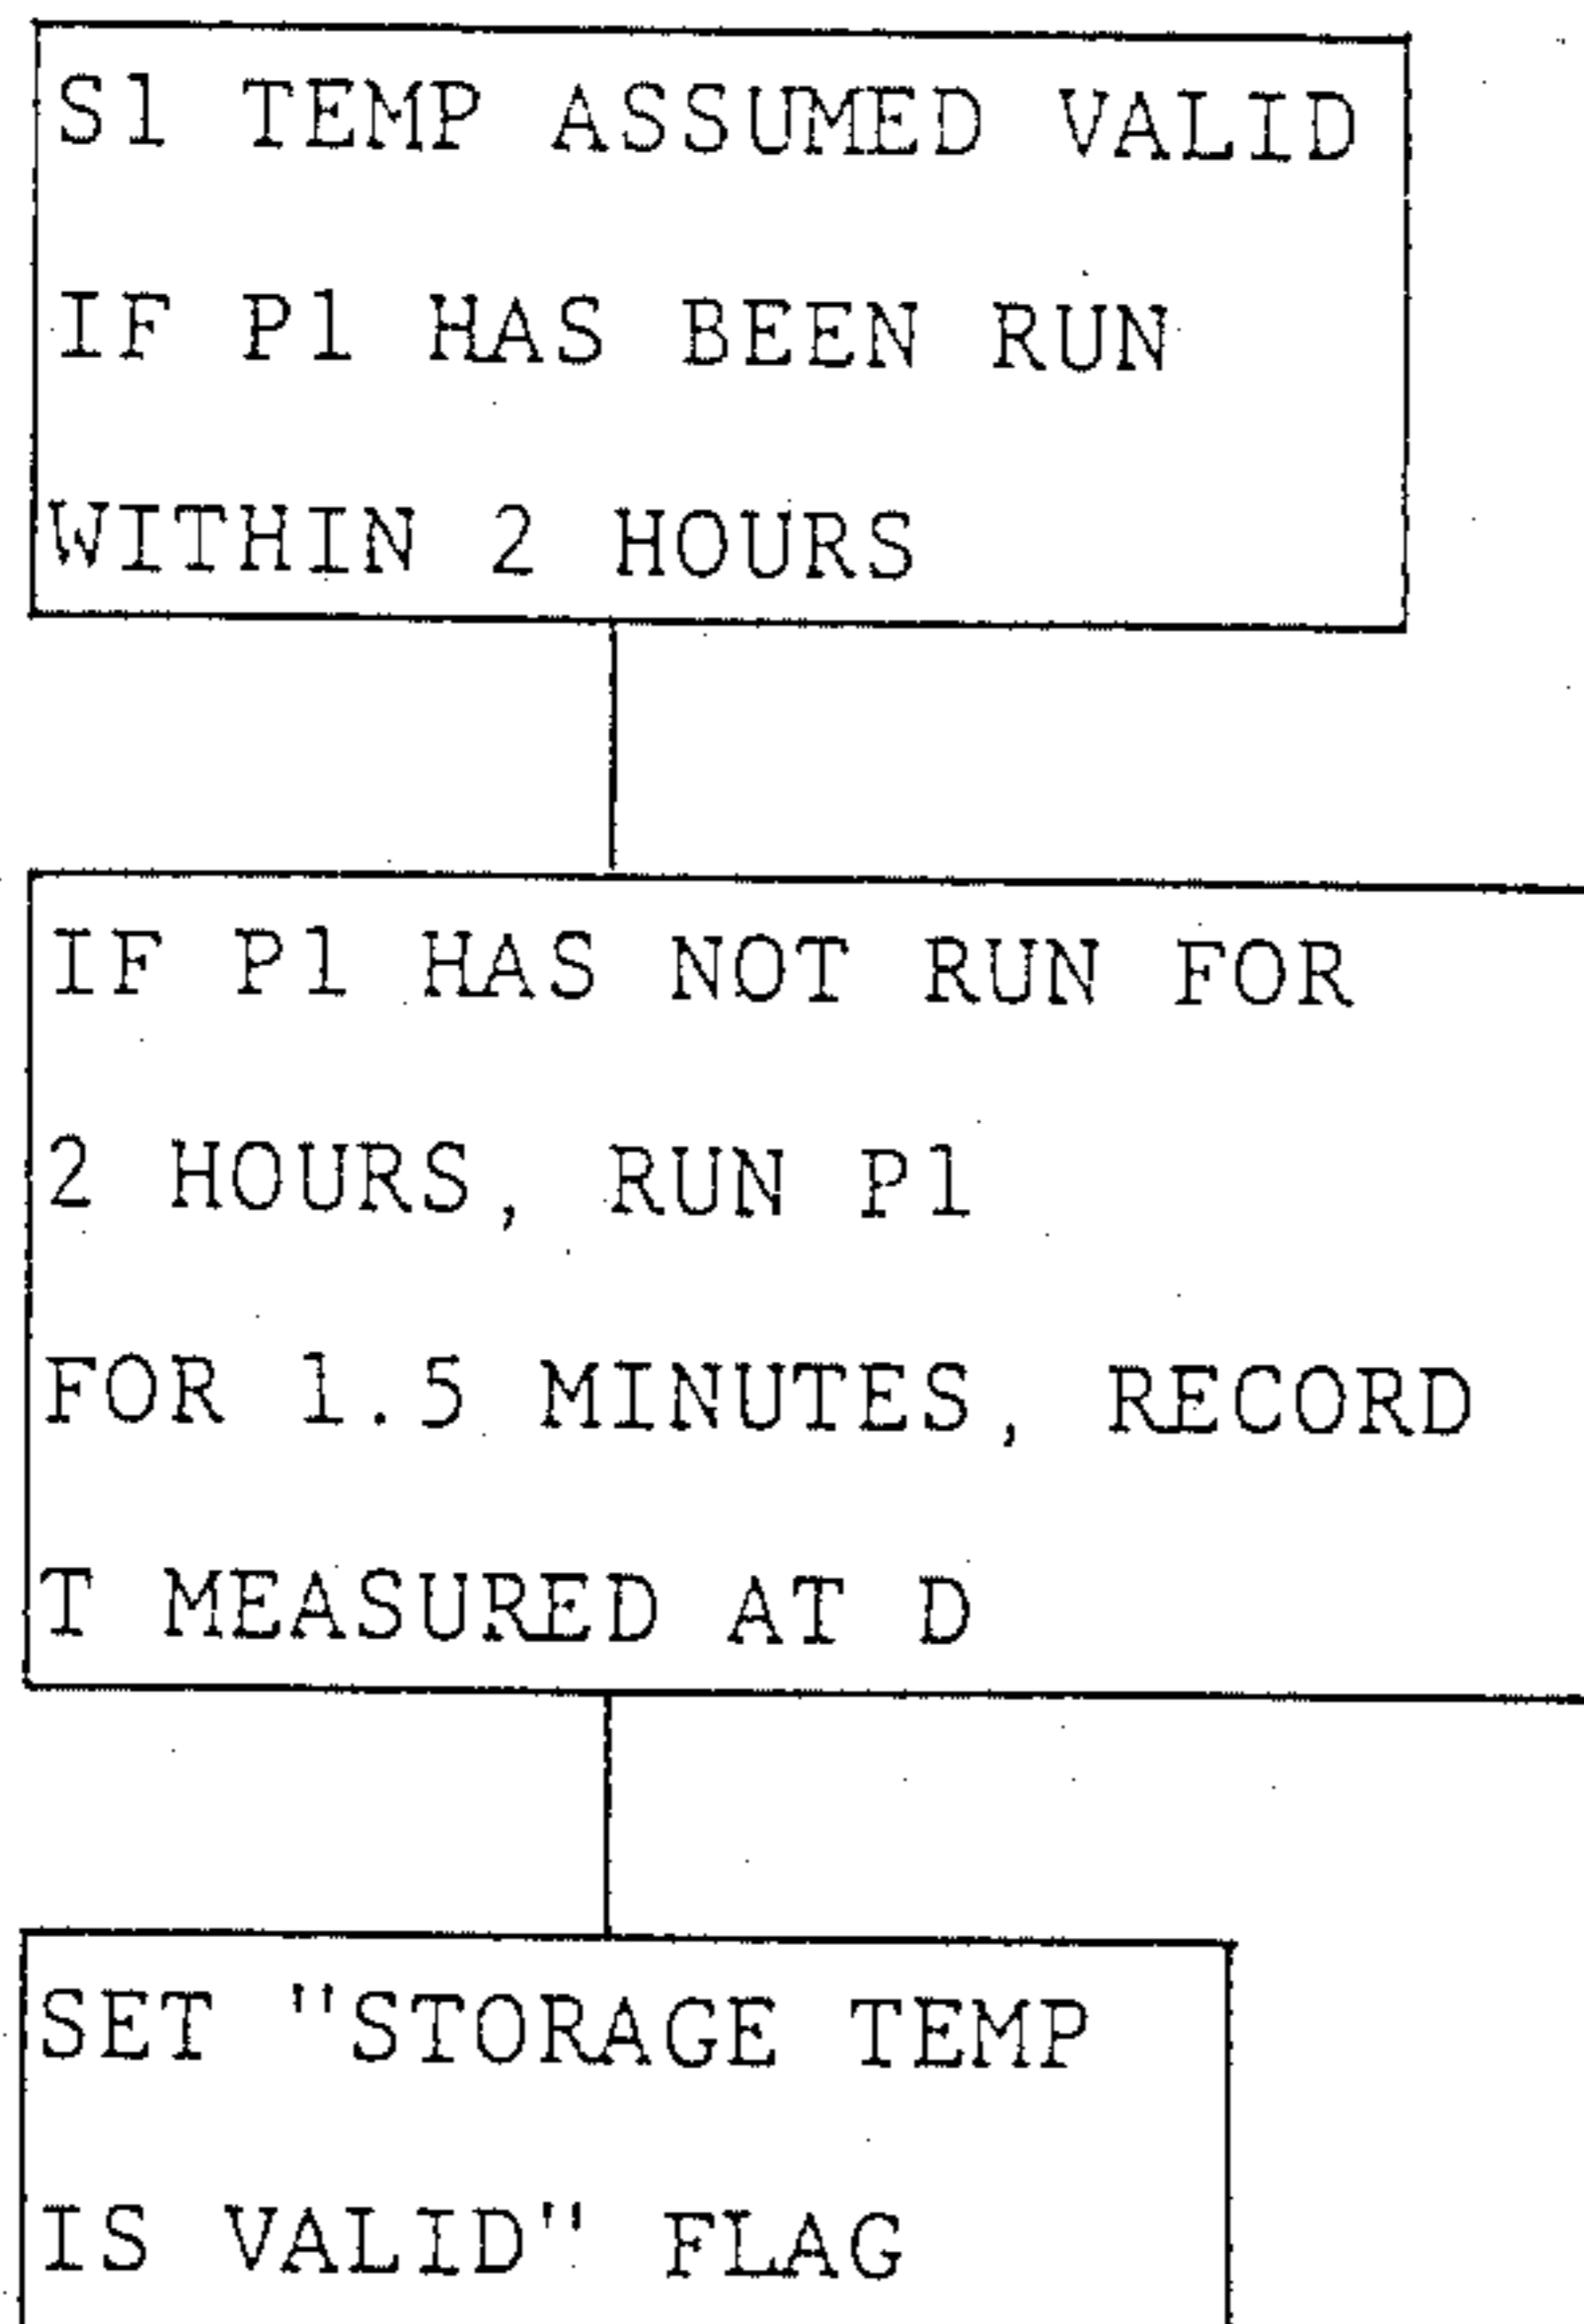 S1 TEMP ASSUMED VALID
IF P1 HAS BEEN RUN
WITHIN 2 HOURS
IF P1 HAS NOT RUN FOR
2 HOURS, RUN P1
FOR 1.5 MINUTES, RECORD
T MEASURED AT D
SET "STORAGE TEMP
IS VALID" FLAG